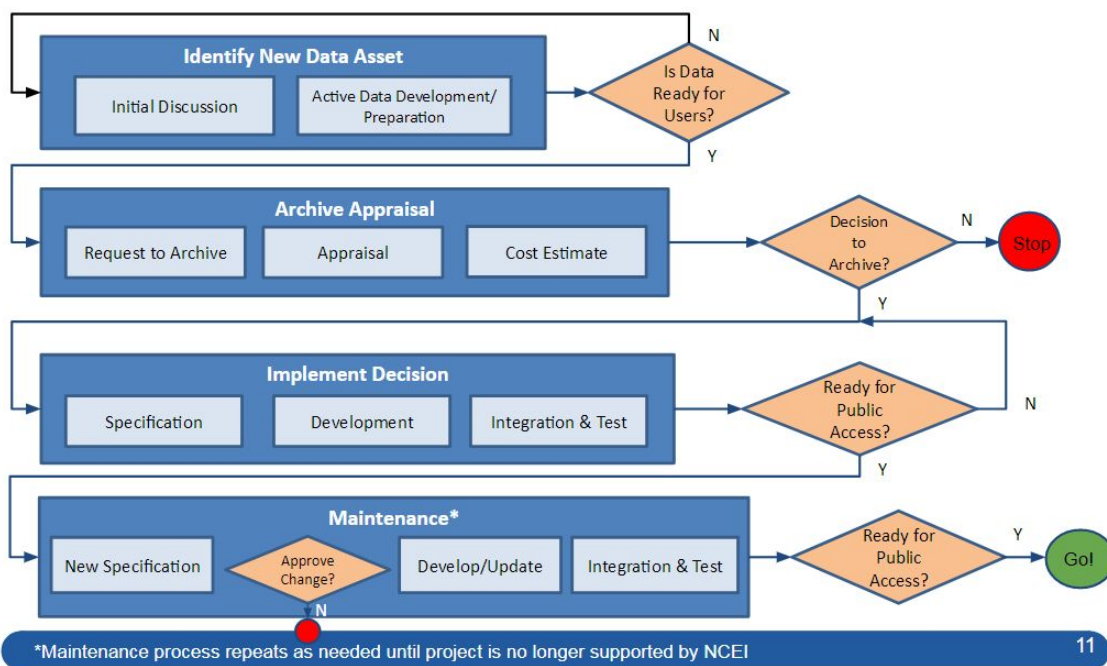 N
Identify New Data Asset
Initial Discussion
Active Data Development/
Preparation
Is Data
Ready for
Users?
Y
Archive Appraisal
Request to Archive
Appraisal
Cost Estimate
Decision
to
Archive?
N
Stop
Y
Implement Decision
Specification
Development
Integration & Test
Ready for
Public
Access?
N
Y
Maintenance*
New Specification
Approve
Change?
N
Develop/Update
Integration & Test
Ready for
Public
Access?
Y
Go!
*Maintenance process repeats as needed until project is no longer supported by NCEI
11